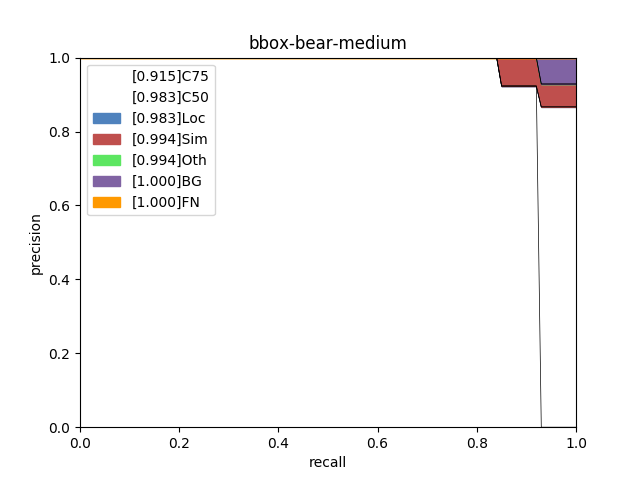 bbox-bear-medium
1.0
0.8
0.6
0.4
0.2
0.0
precision
[0.915]C75
[0.983]C50
[0.983]Loc
[0.994]Sim
[0.994]Oth
[1.000]BG
[1.000]FN
0.0 0.2 0.4 0.6 0.8 1.0
recall